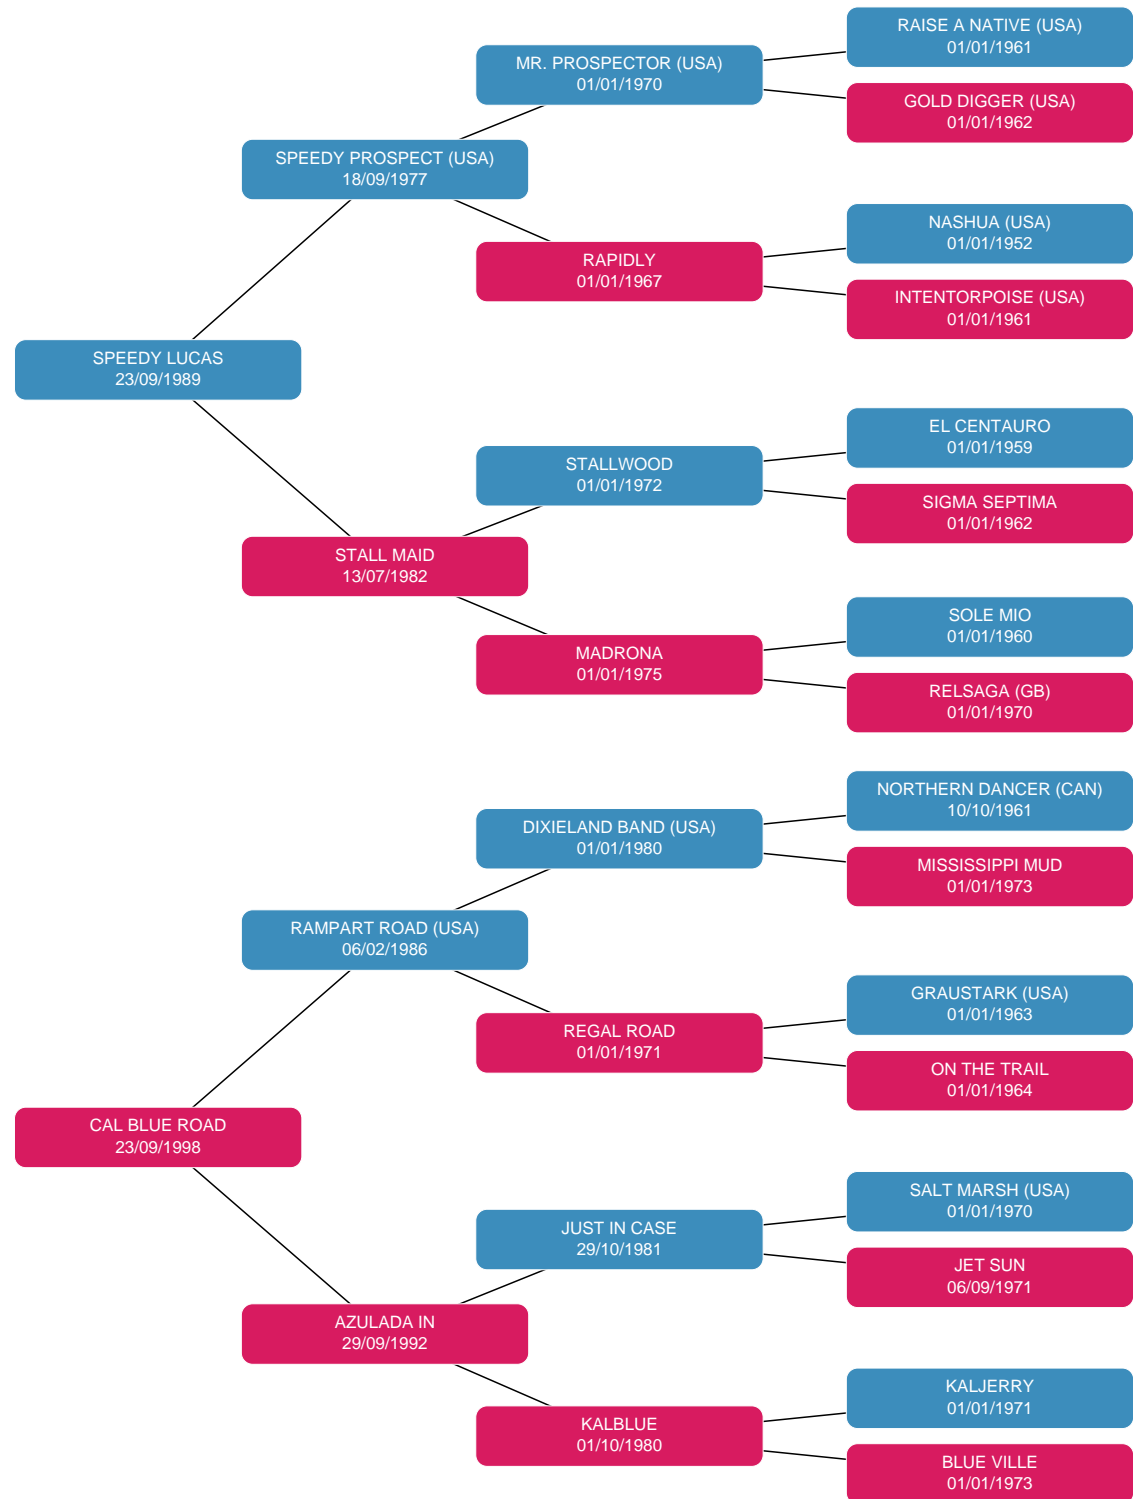 RAISE A NATIVE (USA)
01/01/1961
MR. PROSPECTOR (USA)
01/01/1970
GOLD DIGGER (USA)
01/01/1962
SPEEDY PROSPECT (USA)
18/09/1977
NASHUA (USA)
01/01/1952
RAPIDLY
01/01/1967
INTENTORPOISE (USA)
01/01/1961
SPEEDY LUCAS
23/09/1989
EL CENTAURO
01/01/1959
STALLWOOD
01/01/1972
SIGMA SEPTIMA
01/01/1962
STALL MAID
13/07/1982
SOLE MIO
01/01/1960
MADRONA
01/01/1975
RELSAGA (GB)
01/01/1970
NORTHERN DANCER (CAN)
10/10/1961
DIXIELAND BAND (USA)
01/01/1980
MISSISSIPPI MUD
01/01/1973
RAMPART ROAD (USA)
06/02/1986
GRAUSTARK (USA)
01/01/1963
REGAL ROAD
01/01/1971
ON THE TRAIL
01/01/1964
CAL BLUE ROAD
23/09/1998
SALT MARSH (USA)
01/01/1970
JUST IN CASE
29/10/1981
JET SUN
06/09/1971
AZULADA IN
29/09/1992
KALJERRY
01/01/1971
KALBLUE
01/10/1980
BLUE VILLE
01/01/1973